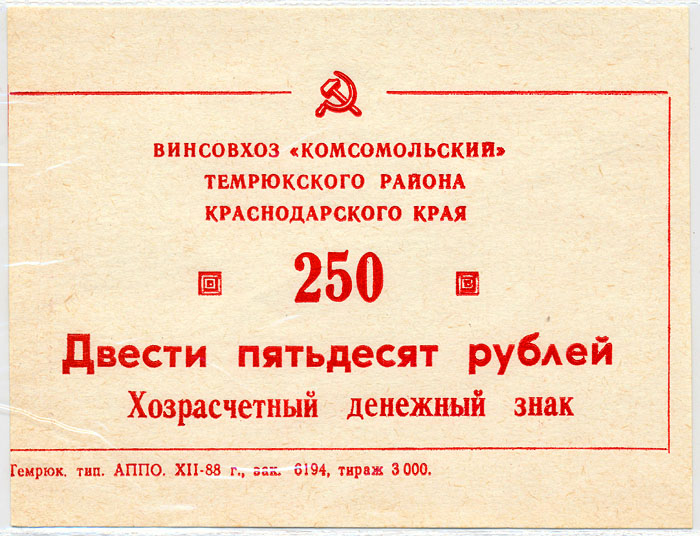 ВИНСОВХОЗ «КОМСОМОЛЬСКИЙ»
ТЕМРЮКСКОГО РАЙОНА
КРАСНОДАРСКОГО КРАЯ
250
Двести пятьдесят рублей
Хозрасчетный денежный знак
Темрюк. тип. АППО. XII-88 г., зак. 6194, тираж 3 000.